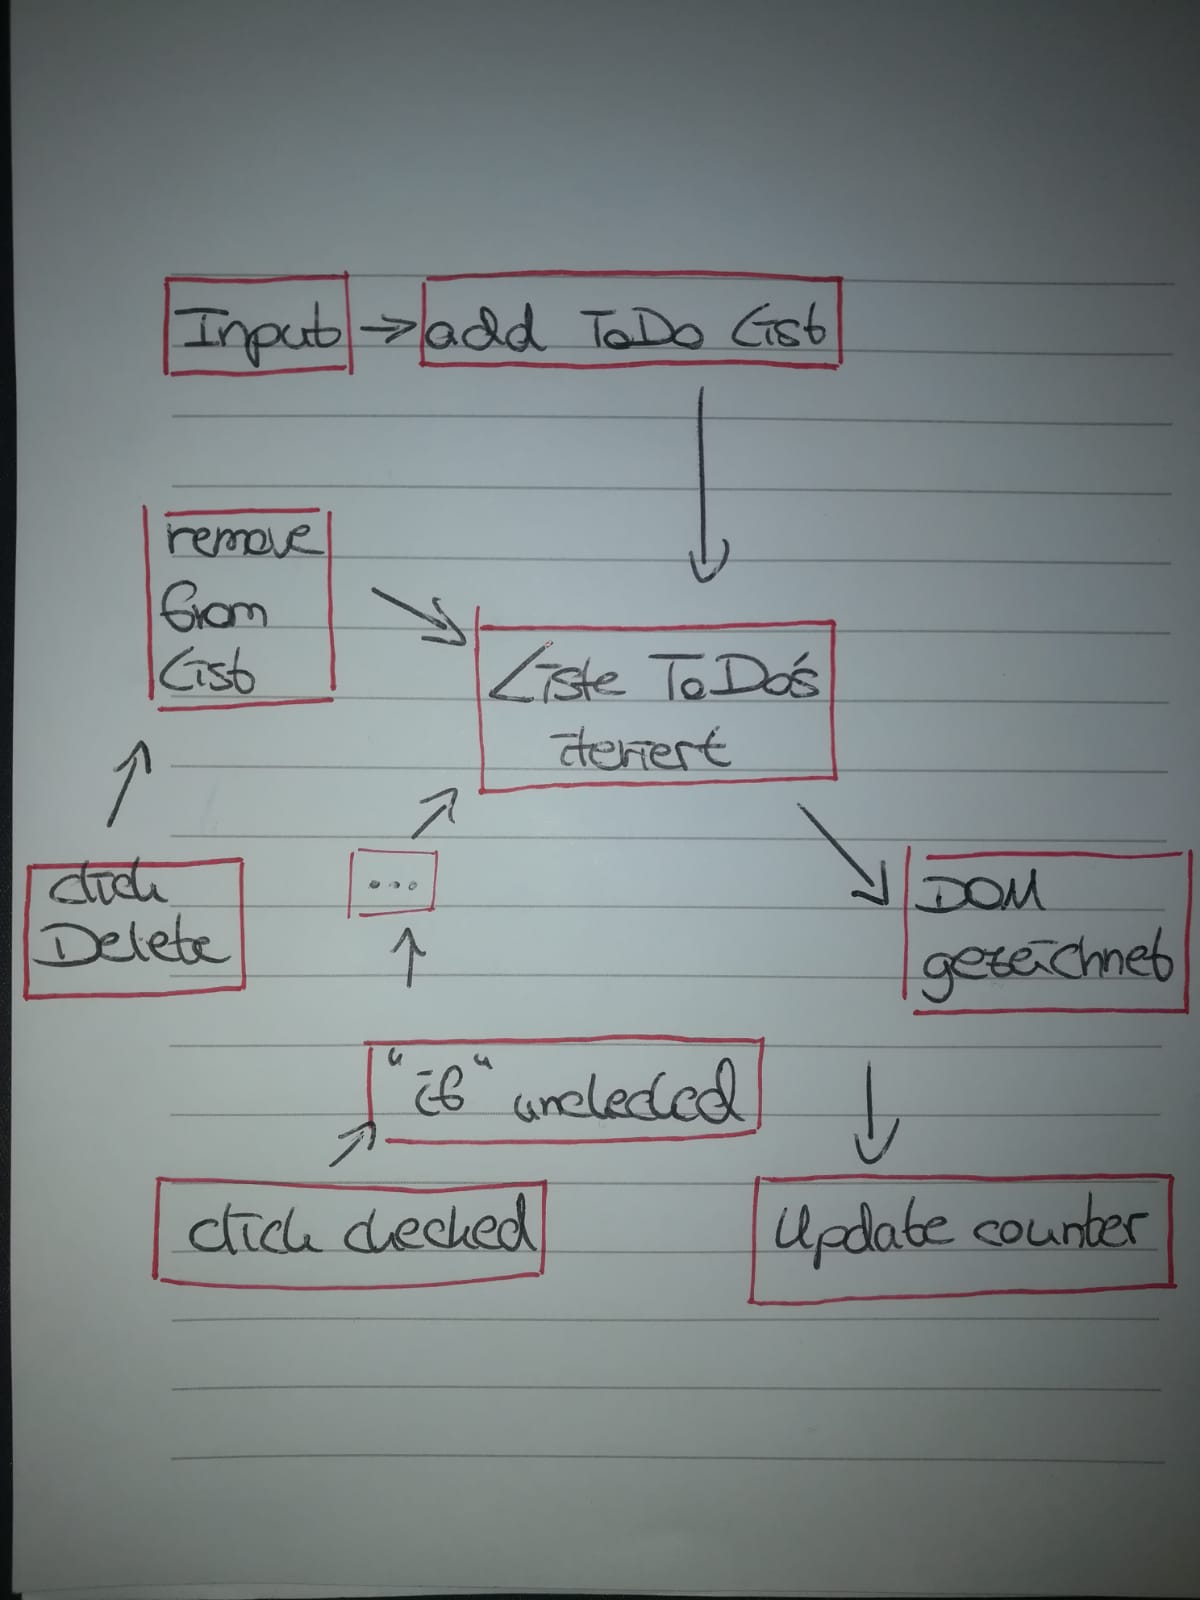 Input → add ToDo List
remove
from
List
Liste ToDo's
iteriert
click
Delete
...
DOM
gezeichnet
"if" unchecked
click checked
Update counter